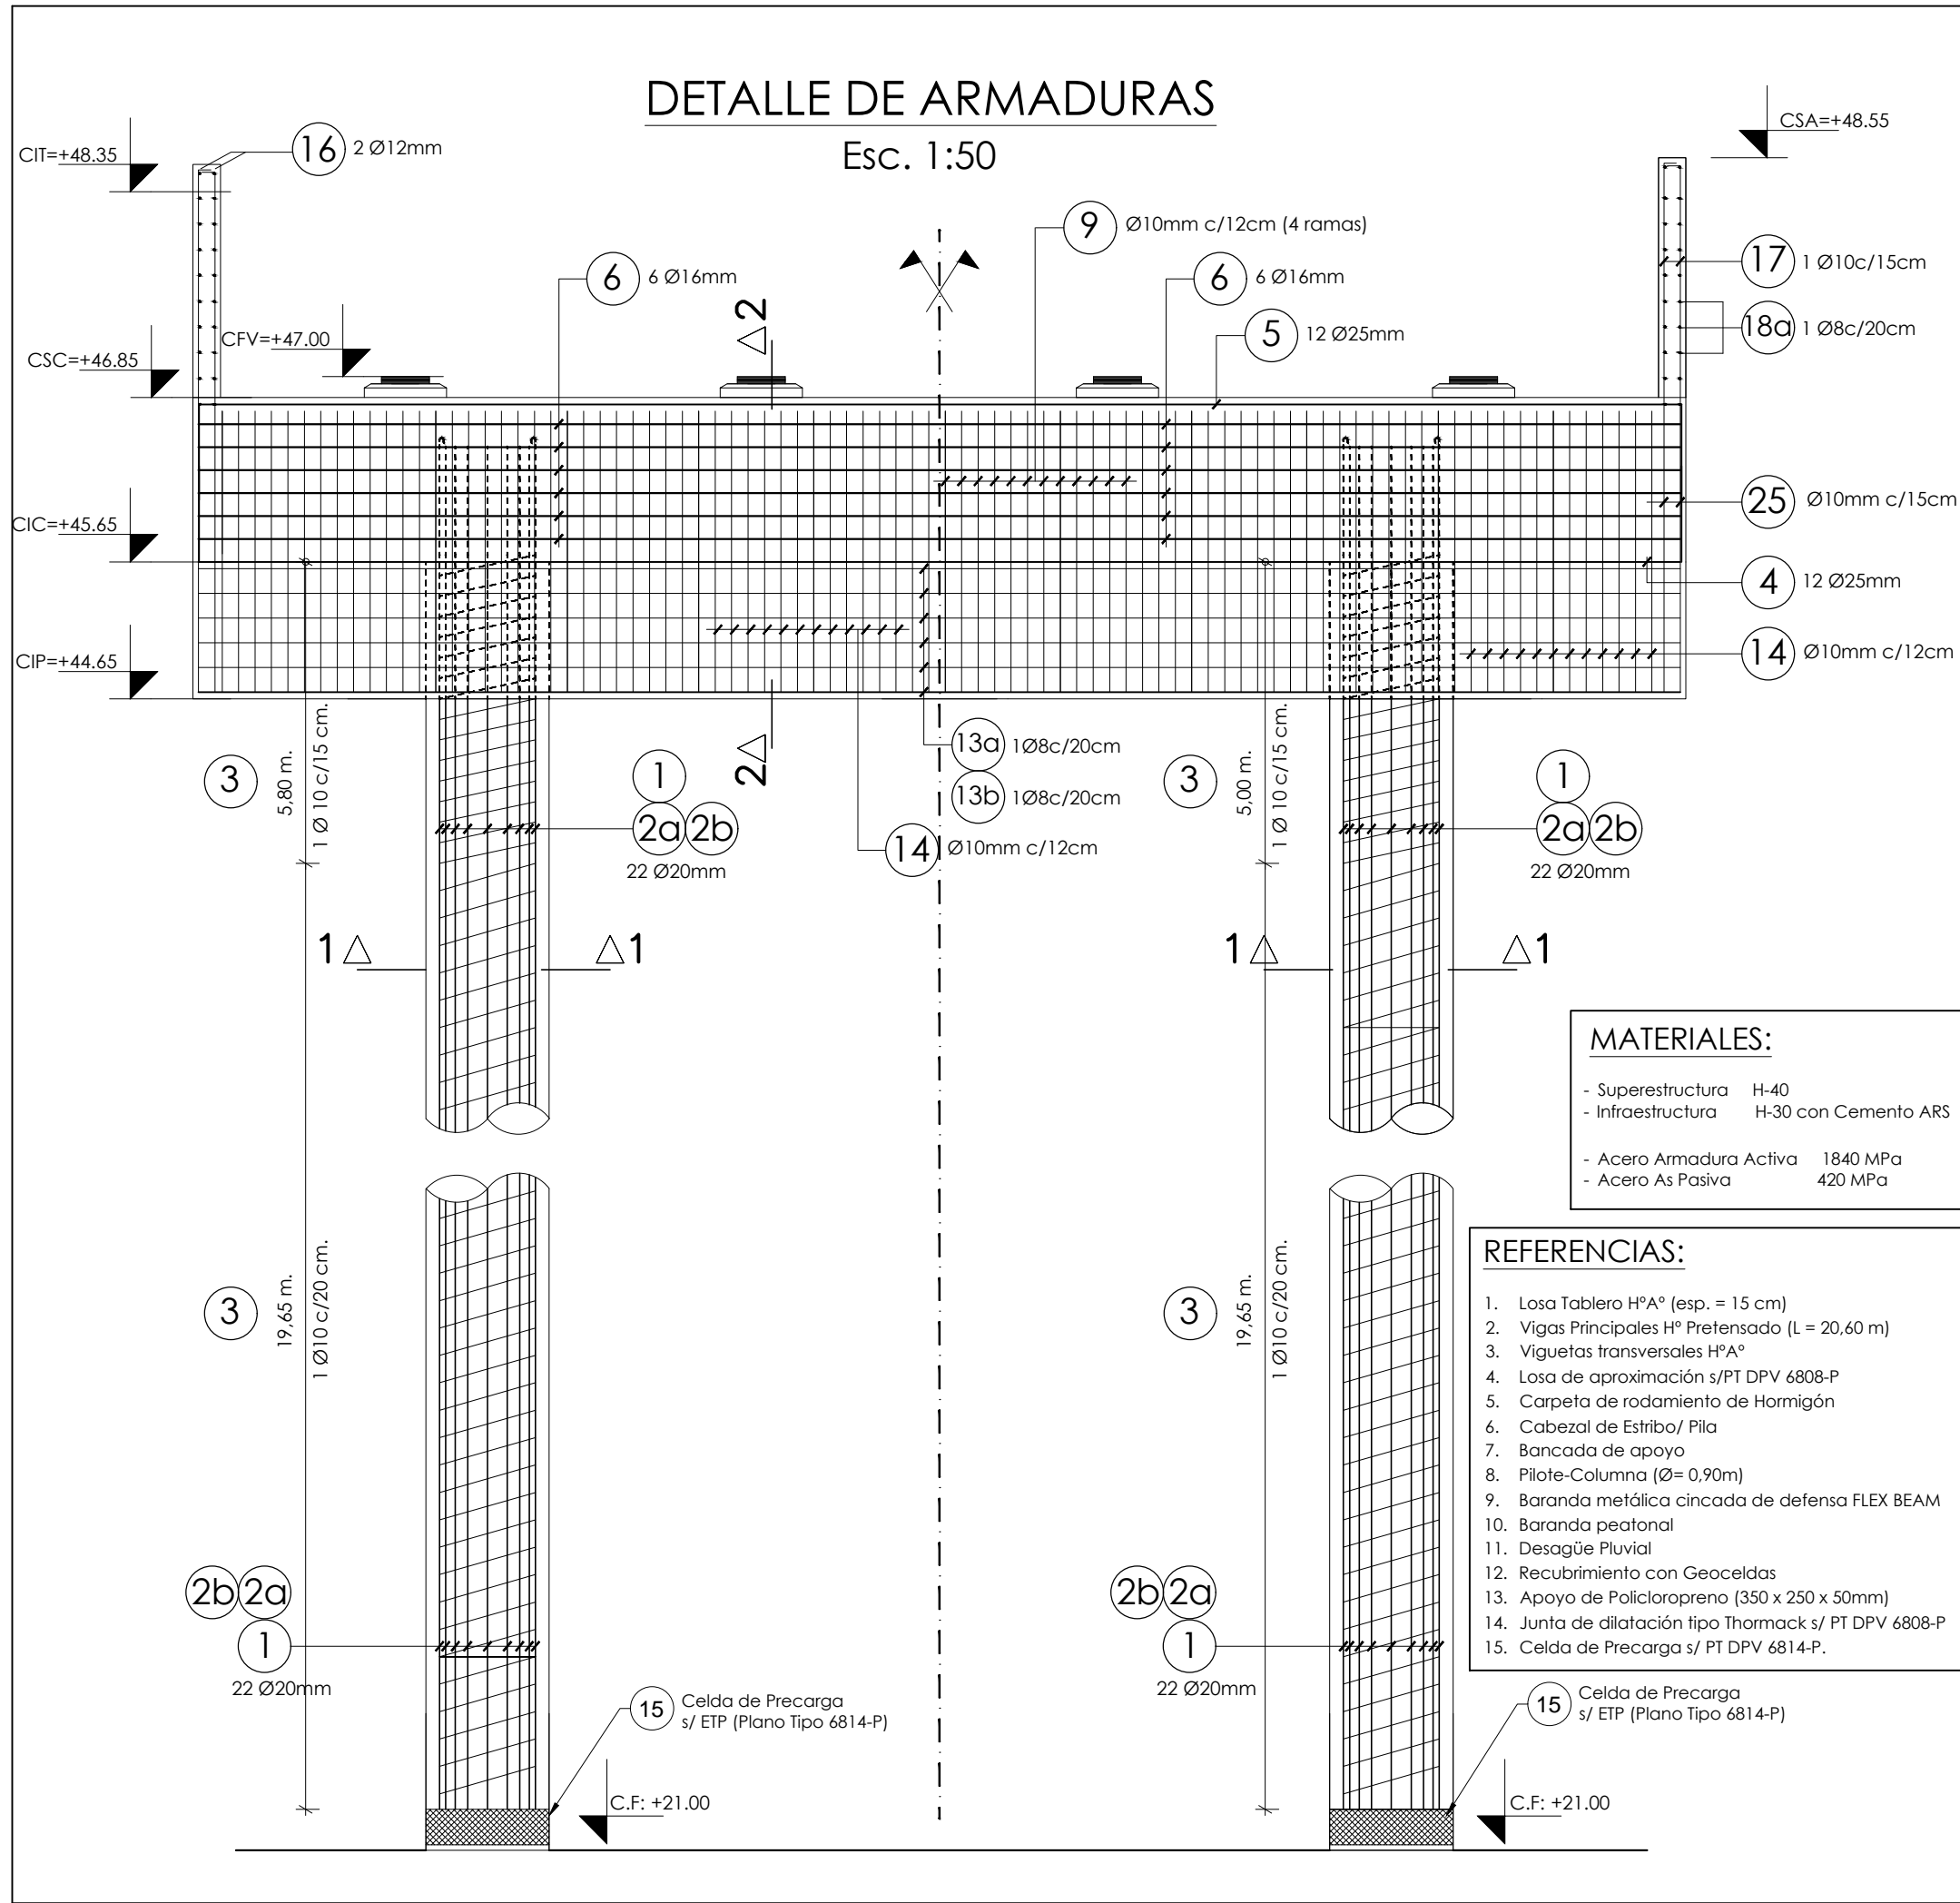 DETALLE DE ARMADURAS
Esc. 1:50
CIT=+48.35
16 2 Ø12mm
CSA=+48.55
9 Ø10mm c/12cm (4 ramas)
6 6 Ø16mm
6 6 Ø16mm
17 1 Ø10c/15cm
2
5 12 Ø25mm
18a 1 Ø8c/20cm
CFV=+47.00
CSC=+46.85
25 Ø10mm c/15cm
CIC=+45.65
4 12 Ø25mm
14 Ø10mm c/12cm
CIP=+44.65
3
5,80 m.
1 Ø 10 c/15 cm.
1
2a 2b
22 Ø20mm
2
13a 1Ø8c/20cm
13b 1Ø8c/20cm
14 Ø10mm c/12cm
3
5,00 m.
1 Ø 10 c/15 cm.
1
2a 2b
22 Ø20mm
1 1
1 1
MATERIALES:
- Superestructura H-40
- Infraestructura H-30 con Cemento ARS
- Acero Armadura Activa 1840 MPa
- Acero As Pasiva 420 MPa
3
19,65 m.
1 Ø10 c/20 cm.
3
19,65 m.
1 Ø10 c/20 cm.
REFERENCIAS:
1. Losa Tablero HºAº (esp. = 15 cm)
2. Vigas Principales Hº Pretensado (L = 20,60 m)
3. Viguetas transversales HºAº
4. Losa de aproximación s/PT DPV 6808-P
5. Carpeta de rodamiento de Hormigón
6. Cabezal de Estribo/ Pila
7. Bancada de apoyo
8. Pilote-Columna (Ø= 0,90m)
9. Baranda metálica cincada de defensa FLEX BEAM
10. Baranda peatonal
11. Desagüe Pluvial
12. Recubrimiento con Geoceldas
13. Apoyo de Policloropreno (350 x 250 x 50mm)
14. Junta de dilatación tipo Thormack s/ PT DPV 6808-P
15. Celda de Precarga s/ PT DPV 6814-P.
2b 2a
1
22 Ø20mm
2b 2a
1
22 Ø20mm
15 Celda de Precarga
s/ ETP (Plano Tipo 6814-P)
15 Celda de Precarga
s/ ETP (Plano Tipo 6814-P)
C.F: +21.00
C.F: +21.00